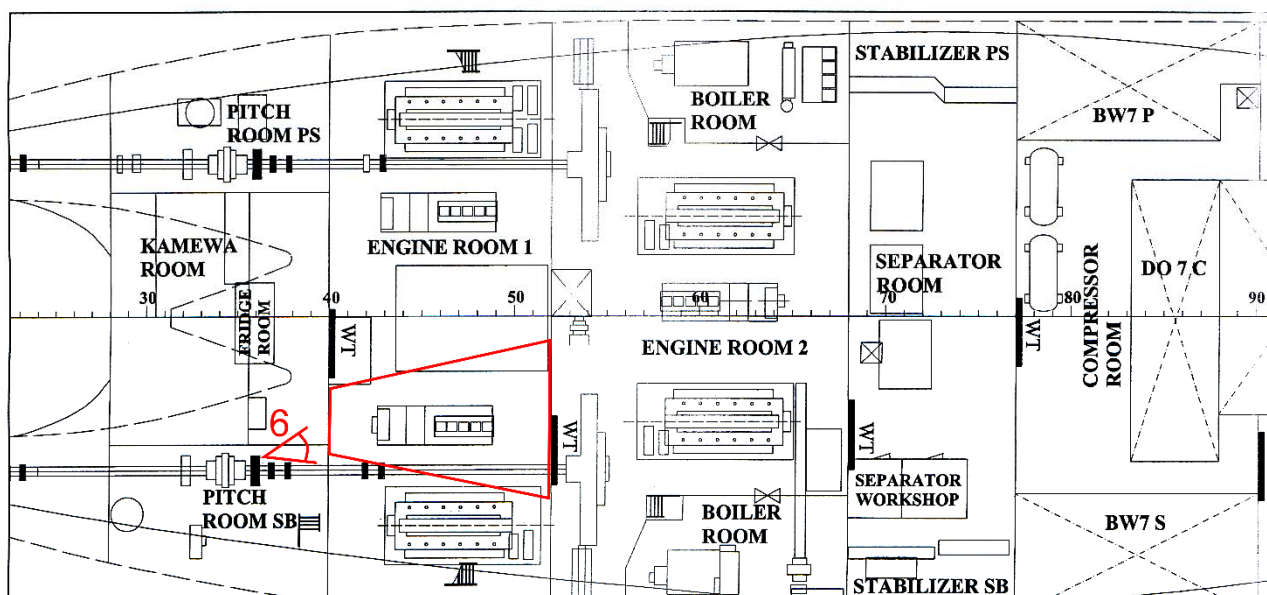 STABILIZER PS
BOILER
ROOM
PITCH
ROOM PS
BW7 P
KAMEWA
ROOM
ENGINE ROOM 1
SEPARATOR
ROOM
DO 7 C
COMPRESSOR
ROOM
30
40
50
60
70
80
90
FRIDGE
ROOM
WT
WT
ENGINE ROOM 2
6
WT
WT
PITCH
ROOM SB
SEPARATOR
WORKSHOP
BOILER
ROOM
BW7 S
STABILIZER SB